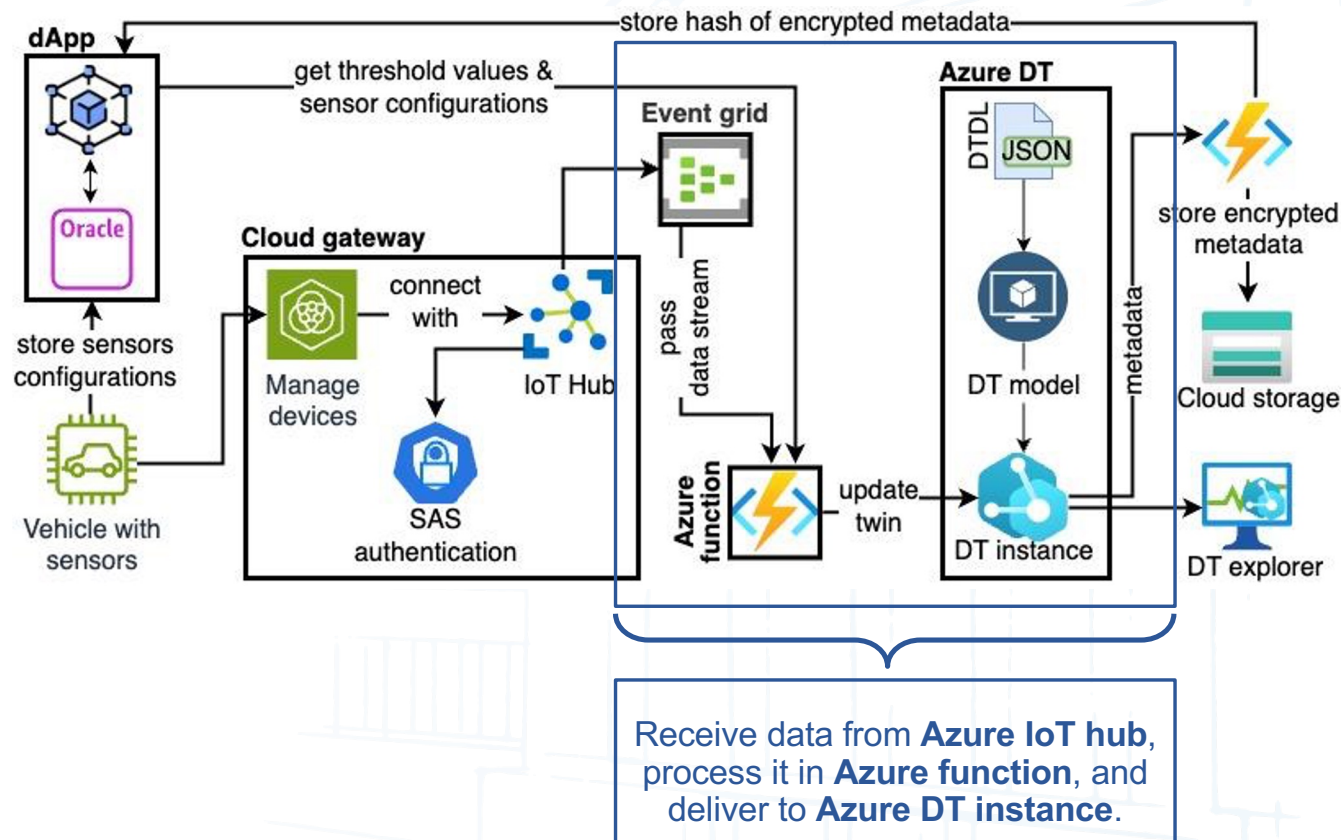 store hash of encrypted metadata
dApp
get threshold values &
sensor configurations
Azure DT
Event grid
DTDL
JSON
Oracle
store encrypted
metadata
Cloud gateway
connect
with
pass
data stream
metadata
store sensors
configurations
Manage
devices
IoT Hub
DT model
Cloud storage
Azure
function
update
twin
SAS
authentication
Vehicle with
sensors
DT instance
DT explorer
Receive data from Azure IoT hub,
process it in Azure function, and
deliver to Azure DT instance.